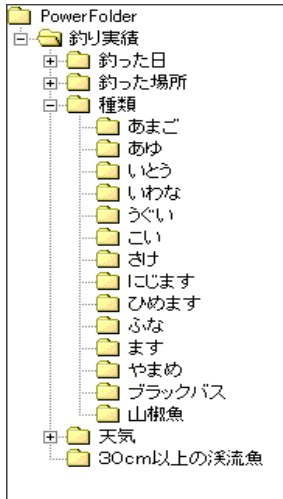 PowerFolder
釣り実績
釣った日
釣った場所
種類
あまご
あゆ
いとう
いわな
うぐい
こい
さけ
にじます
ひめます
ふな
ます
やまめ
ブラックバス
山椒魚
天気
30cm以上の渓流魚